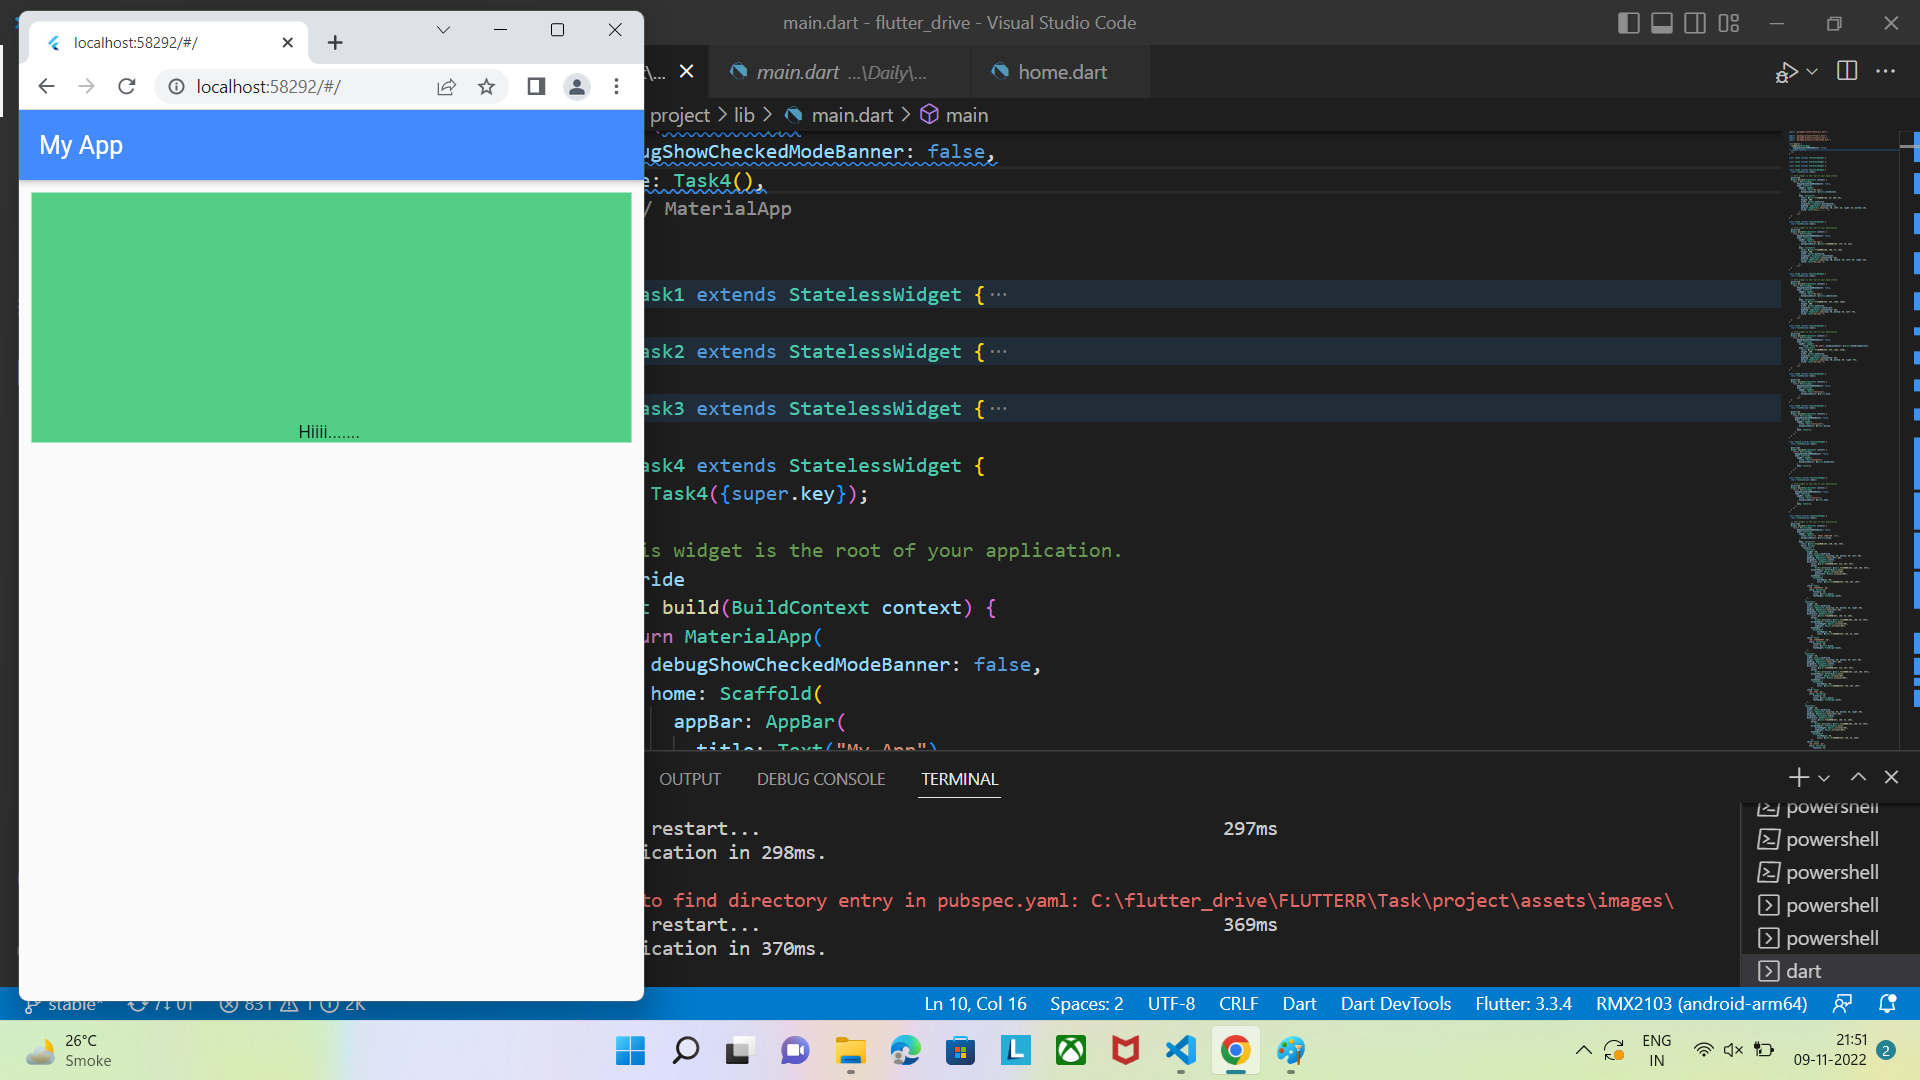 main.dart - flutter_drive - Visual Studio Code
localhost:58292/#/
localhost:58292/#/
main.dart ...\Daily\...
home.dart
project > lib > main.dart > main
My App
ugShowCheckedModeBanner: false,
e: Task4(),
/ MaterialApp
ask1 extends StatelessWidget {···
ask2 extends StatelessWidget {···
ask3 extends StatelessWidget {···
Hiiii.......
ask4 extends StatelessWidget {
Task4({super.key});
is widget is the root of your application.
ride
t build(BuildContext context) {
urn MaterialApp(
debugShowCheckedModeBanner: false,
home: Scaffold(
appBar: AppBar(
title: Text("My App")
OUTPUT DEBUG CONSOLE TERMINAL
restart... 297ms
ication in 298ms.
to find directory entry in pubspec.yaml: C:\flutter_drive\FLUTTERR\Task\project\assets\images\
restart... 369ms
ication in 370ms.
powershell
powershell
powershell
powershell
powershell
dart
stable*
Ln 10, Col 16 Spaces: 2 UTF-8 CRLF Dart Dart DevTools Flutter: 3.3.4 RMX2103 (android-arm64)
26°C
Smoke
ENG
IN
21:51
09-11-2022
2